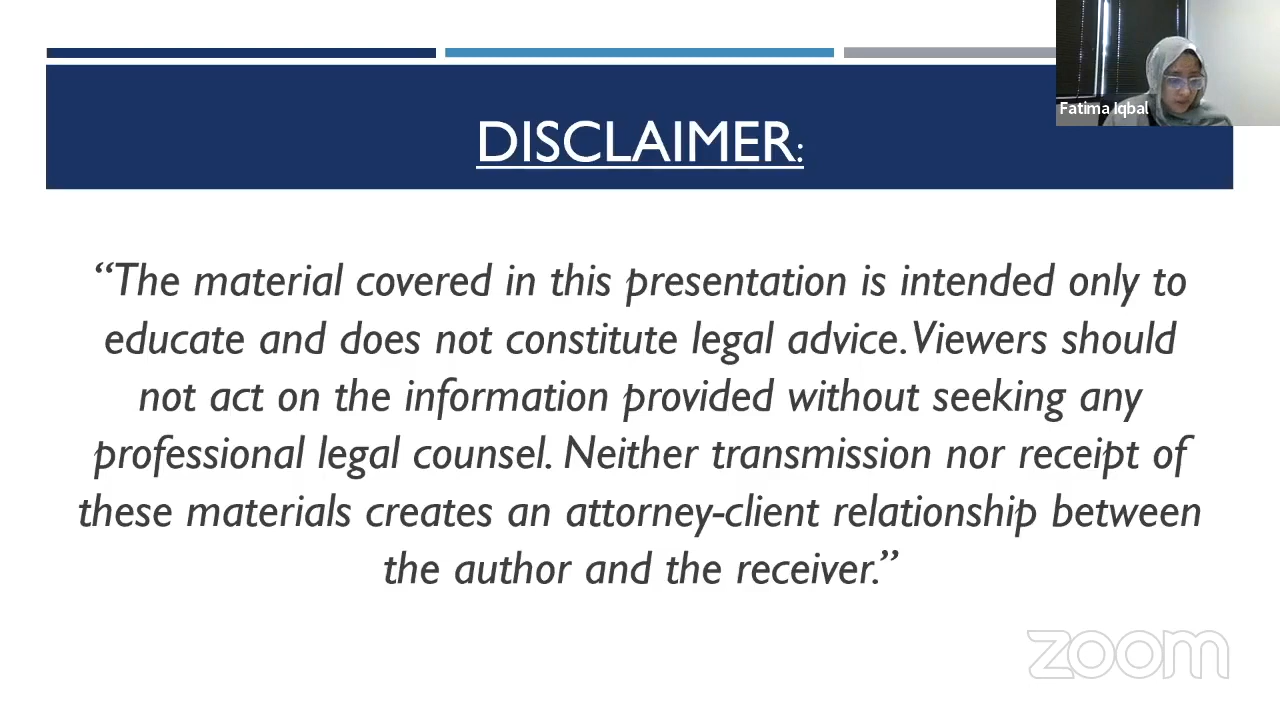 Fatima Iqbal
DISCLAIMER:
“The material covered in this presentation is intended only to
educate and does not constitute legal advice. Viewers should
not act on the information provided without seeking any
professional legal counsel. Neither transmission nor receipt of
these materials creates an attorney-client relationship between
the author and the receiver.”
zoom